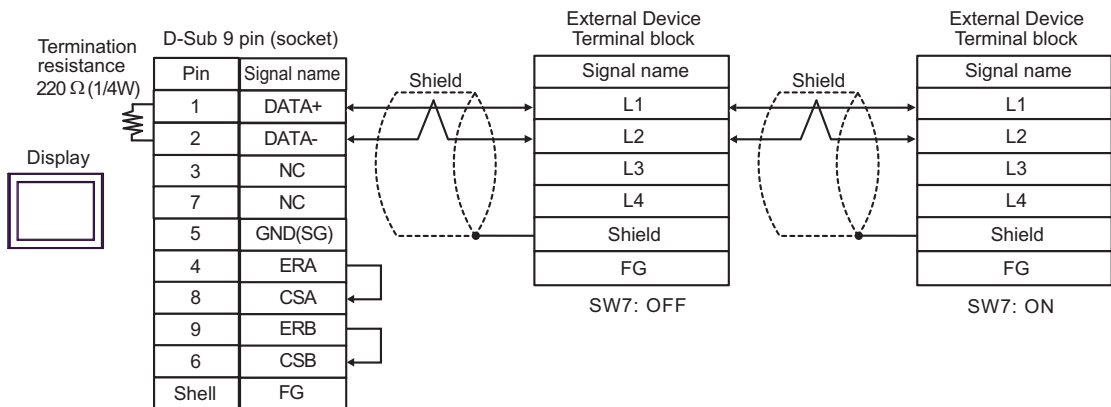 Termination
resistance
220 Ω (1/4W)
Display
D-Sub 9 pin (socket)
Pin Signal name
1 DATA+
2 DATA-
3 NC
7 NC
5 GND(SG)
4 ERA
8 CSA
9 ERB
6 CSB
Shell FG
Shield
External Device
Terminal block
Signal name
L1
L2
L3
L4
Shield
FG
SW7: OFF
Shield
External Device
Terminal block
Signal name
L1
L2
L3
L4
Shield
FG
SW7: ON